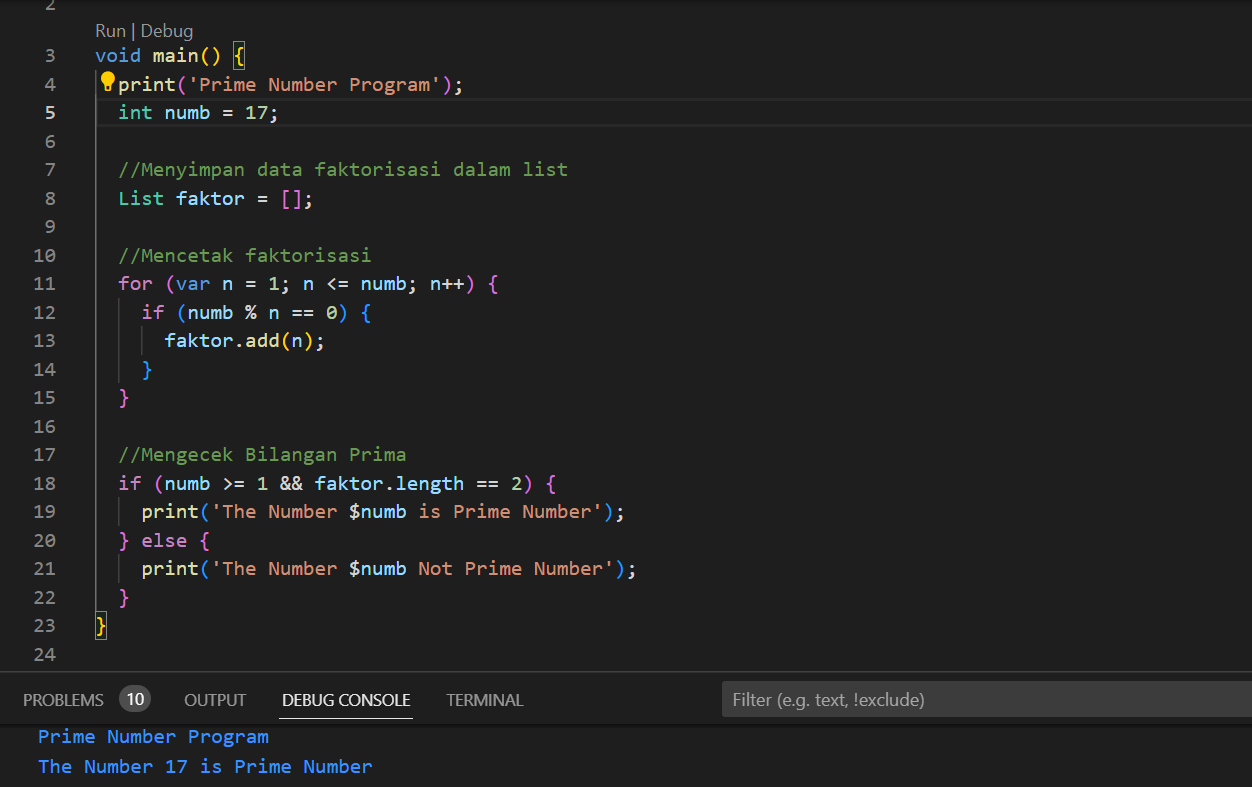 2
Run | Debug
3 void main() {
4 print('Prime Number Program');
5 int numb = 17;
6
7 //Menyimpan data faktorisasi dalam list
8 List faktor = [];
9
10 //Mencetak faktorisasi
11 for (var n = 1; n <= numb; n++) {
12 if (numb % n == 0) {
13 faktor.add(n);
14 }
15 }
16
17 //Mengecek Bilangan Prima
18 if (numb >= 1 && faktor.length == 2) {
19 print('The Number $numb is Prime Number');
20 } else {
21 print('The Number $numb Not Prime Number');
22 }
23 }
24
PROBLEMS 10 OUTPUT DEBUG CONSOLE TERMINAL Filter (e.g. text, !exclude)
Prime Number Program
The Number 17 is Prime Number